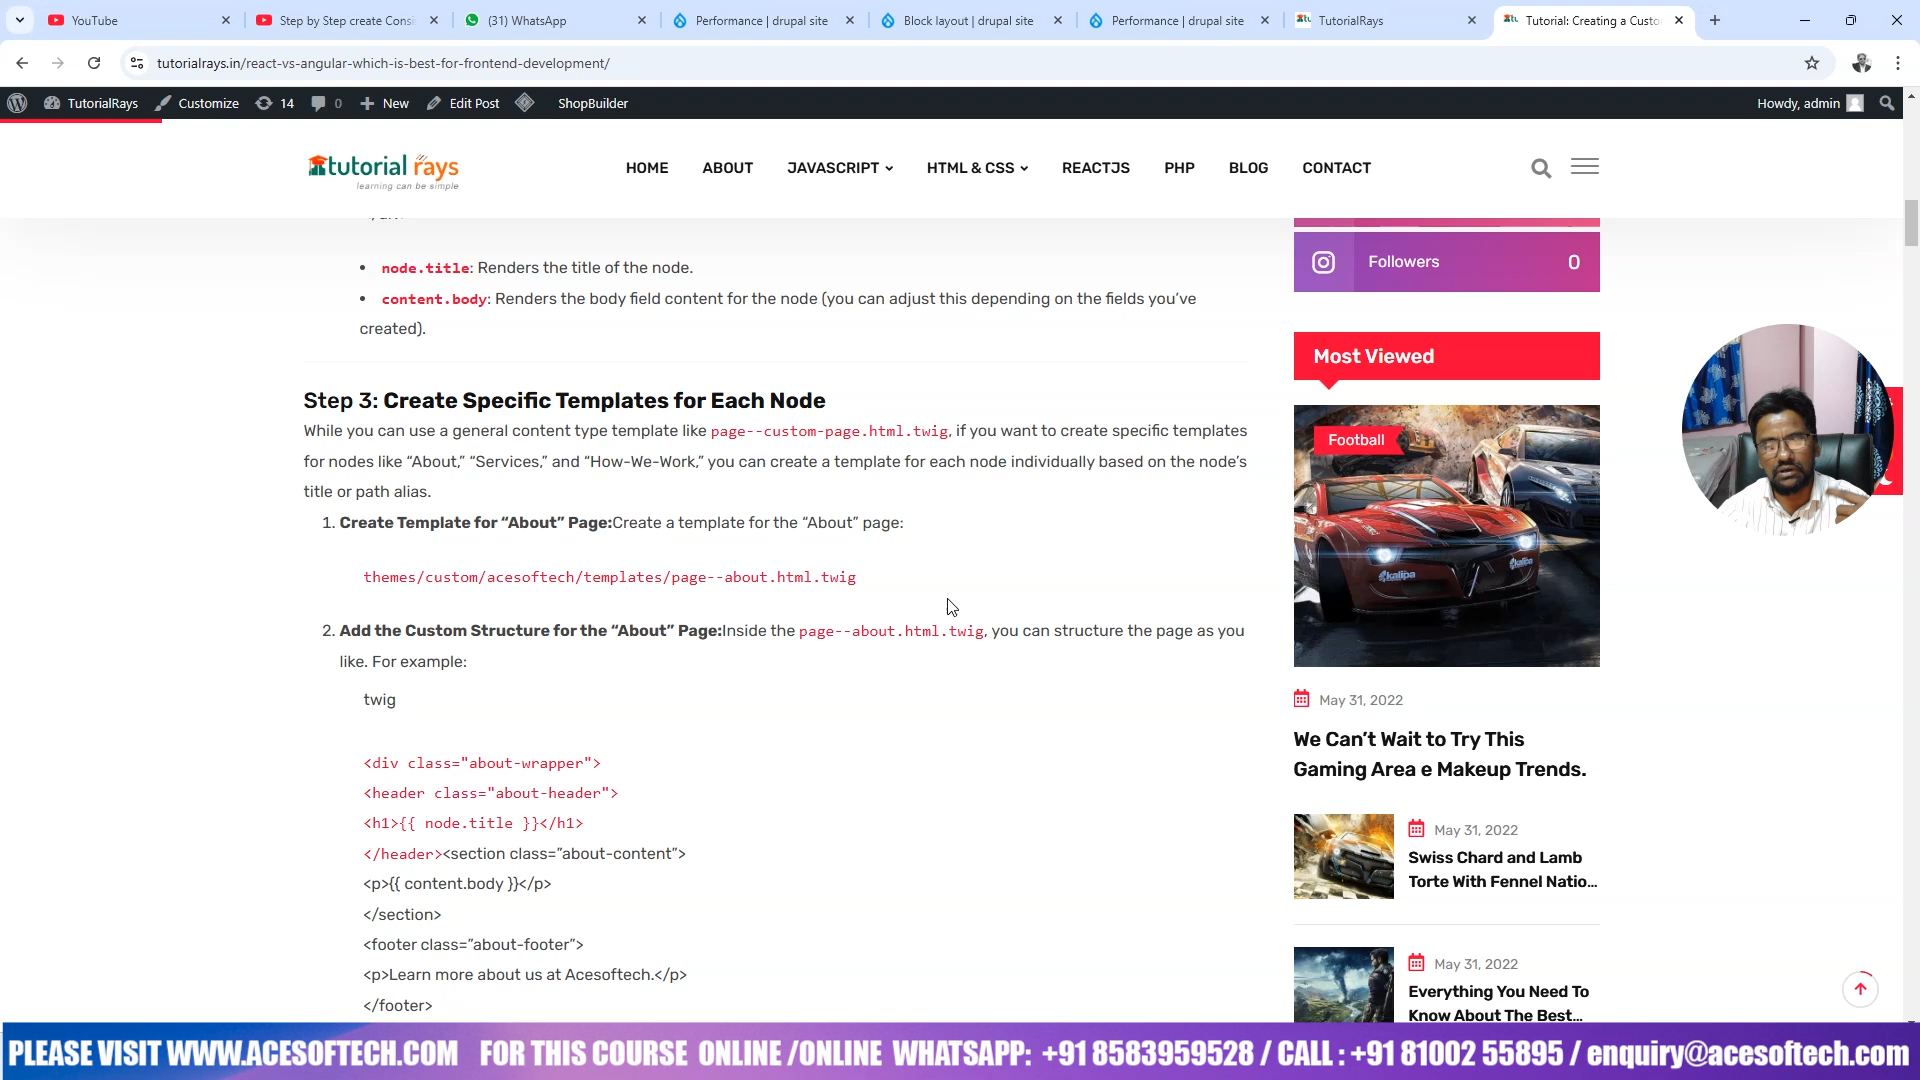 YouTube
Step by Step create Consi
(31) WhatsApp
Performance | drupal site
Block layout | drupal site
Performance | drupal site
TutorialRays
Tutorial: Creating a Custo
tutorialrays.in/react-vs-angular-which-is-best-for-frontend-development/
TutorialRays
Customize
14
0
New
Edit Post
ShopBuilder
Howdy, admin
tutorial rays
learning can be simple
HOME
ABOUT
JAVASCRIPT
HTML & CSS
REACTJS
PHP
BLOG
CONTACT
• node.title: Renders the title of the node.
• content.body: Renders the body field content for the node (you can adjust this depending on the fields you’ve
created).
Step 3: Create Specific Templates for Each Node
While you can use a general content type template like page--custom-page.html.twig, if you want to create specific templates
for nodes like “About,” “Services,” and “How-We-Work,” you can create a template for each node individually based on the node’s
title or path alias.
1. Create Template for “About” Page:Create a template for the “About” page:
themes/custom/acesoftech/templates/page--about.html.twig
2. Add the Custom Structure for the “About” Page:Inside the page--about.html.twig, you can structure the page as you
like. For example:
twig
<div class="about-wrapper">
<header class="about-header">
<h1>{{ node.title }}</h1>
</header><section class=”about-content”>
<p>{{ content.body }}</p>
</section>
<footer class=”about-footer”>
<p>Learn more about us at Acesoftech.</p>
</footer>
Followers
0
Most Viewed
Football
kalipa
kalipa
May 31, 2022
We Can’t Wait to Try This
Gaming Area e Makeup Trends.
May 31, 2022
Swiss Chard and Lamb
Torte With Fennel Natio...
May 31, 2022
Everything You Need To
Know About The Best...
PLEASE VISIT WWW.ACESOFTECH.COM FOR THIS COURSE ONLINE /ONLINE WHATSAPP: +91 8583959528 / CALL : +91 81002 55895 / enquiry@acesoftech.com